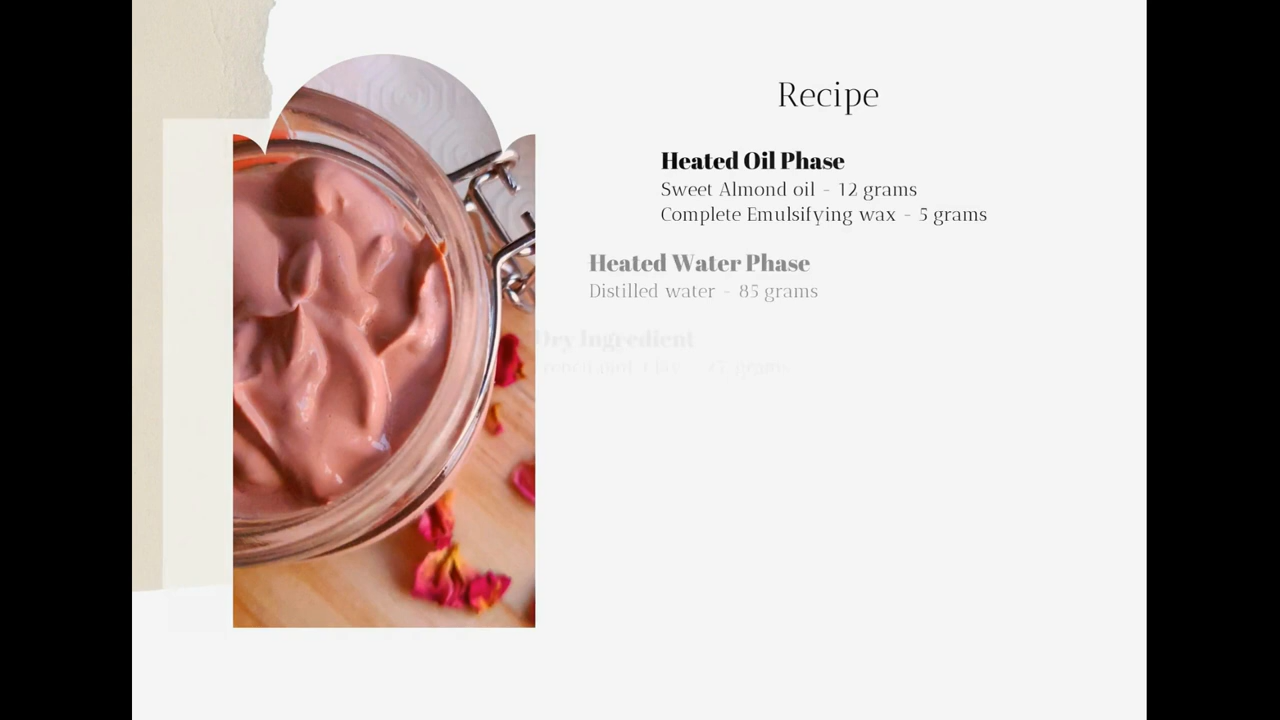 Recipe
Heated Oil Phase
Sweet Almond oil - 12 grams
Complete Emulsifying wax - 5 grams
Heated Water Phase
Distilled water - 85 grams
Dry Ingredient
grams